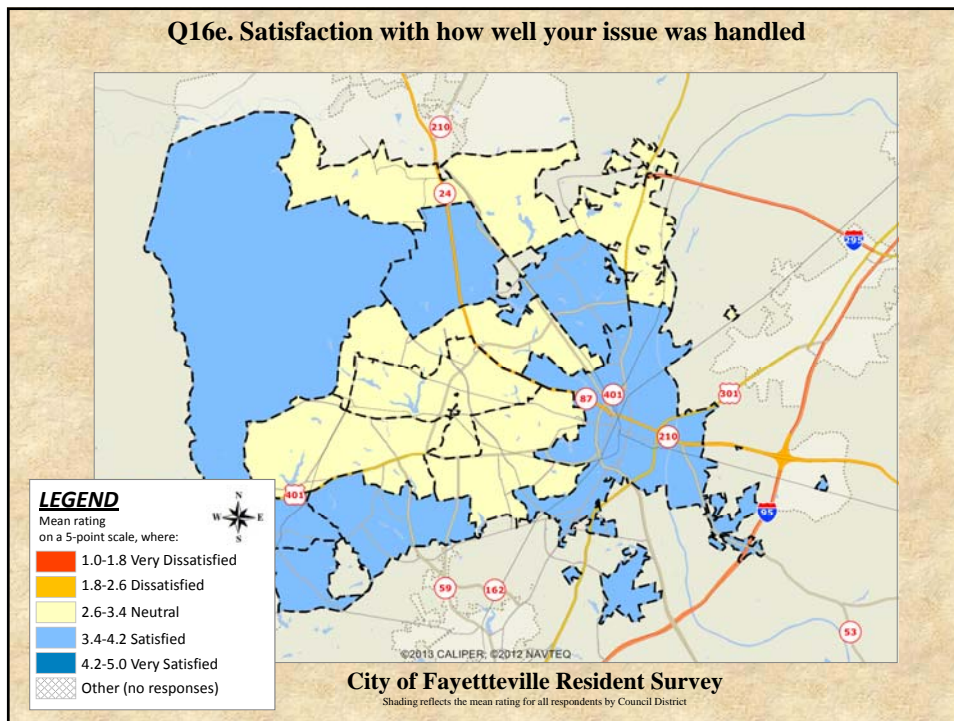 Q16e. Satisfaction with how well your issue was handled
210
24
295
87
401
301
210
401
95
59
162
53
LEGEND
N
W E
S
Mean rating
on a 5-point scale, where:
1.0-1.8 Very Dissatisfied
1.8-2.6 Dissatisfied
2.6-3.4 Neutral
3.4-4.2 Satisfied
4.2-5.0 Very Satisfied
Other (no responses)
©2013 CALIPER; ©2012 NAVTEQ
City of Fayettteville Resident Survey
Shading reflects the mean rating for all respondents by Council District